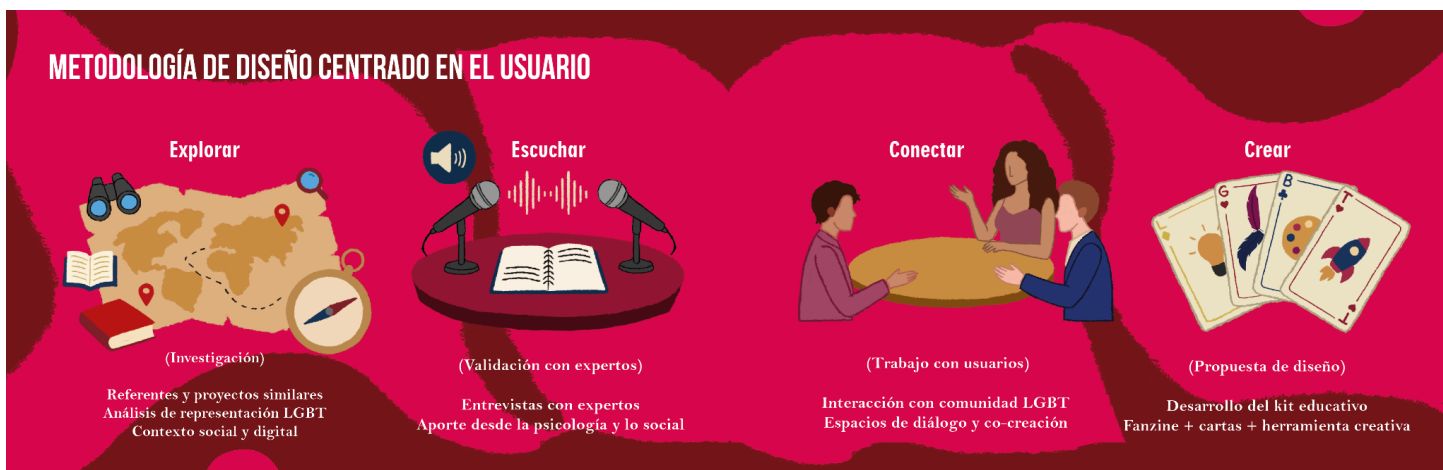 METODOLOGÍA DE DISEÑO CENTRADO EN EL USUARIO
Explorar
(Investigación)
Referentes y proyectos similares
Análisis de representación LGBT
Contexto social y digital
Escuchar
(Validación con expertos)
Entrevistas con expertos
Aporte desde la psicología y lo social
Conectar
(Trabajo con usuarios)
Interacción con comunidad LGBT
Espacios de diálogo y co-creación
Crear
L
G
B
T
T
(Propuesta de diseño)
Desarrollo del kit educativo
Fanzine + cartas + herramienta creativa